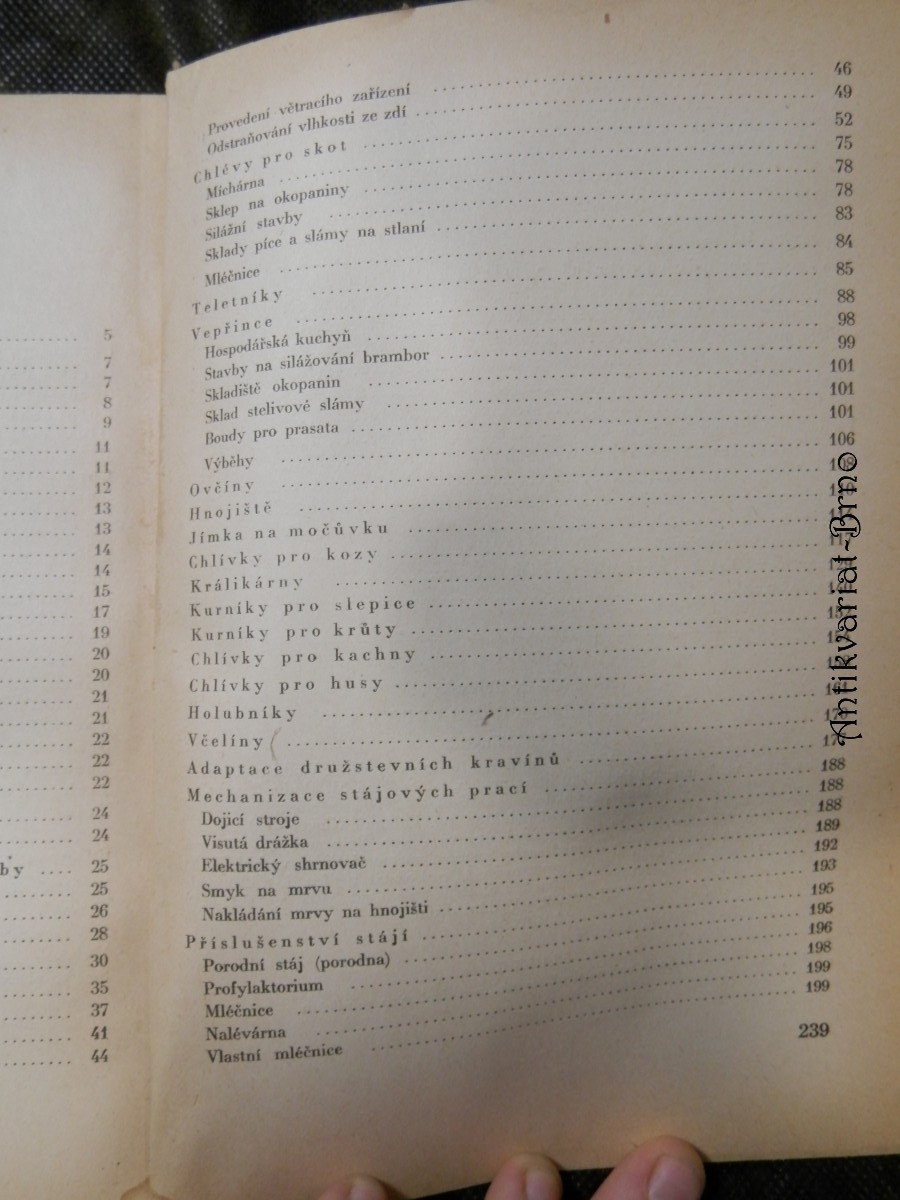 5
7
7
8
9
11
11
12
13
13
14
14
15
17
19
20
20
21
21
22
22
22
24
24
by .... 25
25
26
28
30
35
37
41
44
Provedení větracího zařízení 46
Odstraňování vlhkosti ze zdí 49
Chlévy pro skot 52
Míchárna 75
Sklep na okopaniny 78
Silážní stavby 78
Sklady píce a slámy na stlaní 83
Mléčnice 84
Teletníky 85
Vepřince 88
Hospodářská kuchyň 98
Stavby na silážování brambor 99
Skladiště okopanin 101
Sklad stelivové slámy 101
Boudy pro prasata 101
Výběhy 106
Ovčíny 108
Hnojiště
Jímka na močůvku
Chlívky pro kozy
Králikárny
Kurníky pro slepice
Kurníky pro krůty
Chlívky pro kachny
Chlívky pro husy
Holubníky 161
Včelíny
Adaptace družstevních kravínů
Mechanizace stájových prací 188
Dojicí stroje 188
Visutá drážka 188
Elektrický shrnovač 189
Smyk na mrvu 192
Nakládání mrvy na hnojišti 193
Příslušenství stájí 195
Porodní stáj (porodna) 195
Profylaktorium 196
Mléčnice 198
Nalévárna 199
Vlastní mléčnice 199
239
Antikvariat-Brno